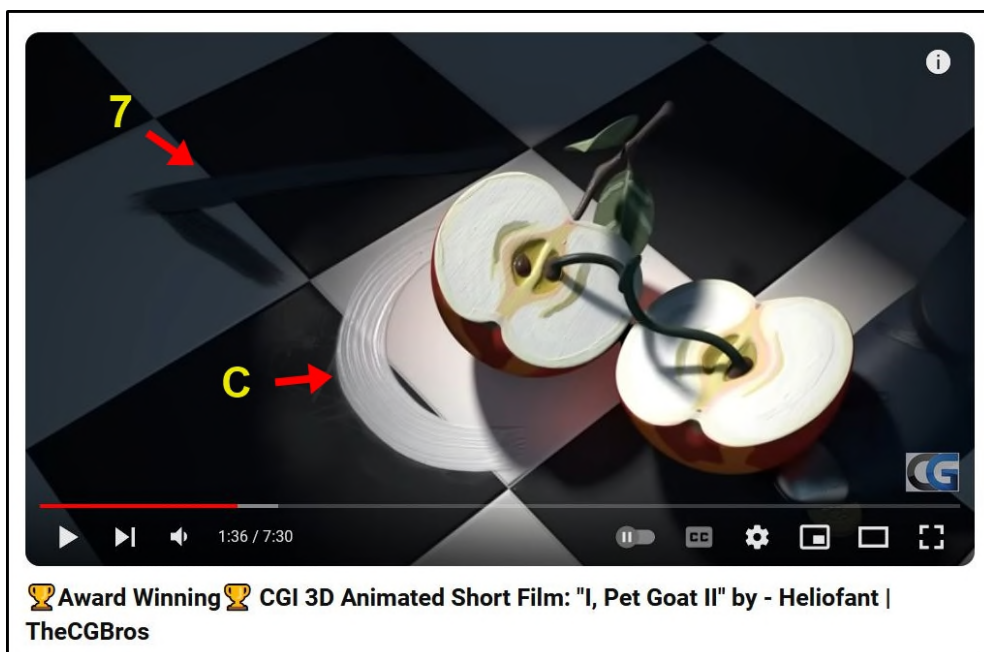 7
C
CG
1:36 / 7:30
CC
🏆Award Winning🏆 CGI 3D Animated Short Film: "I, Pet Goat II" by - Heliofant |
TheCGBros